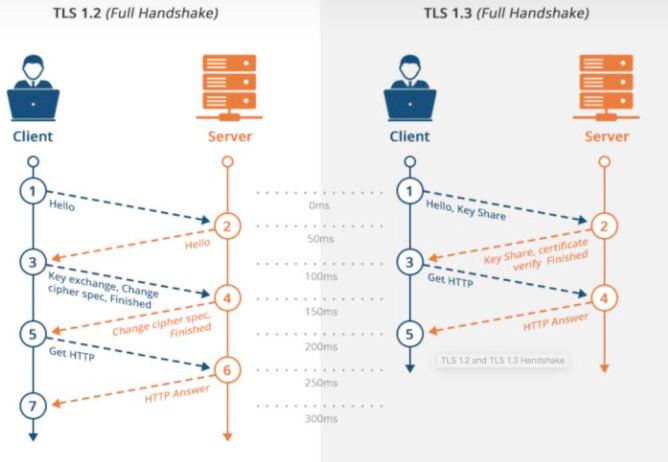 TLS 1.2 (Full Handshake)
Client
Server
1
Hello
2
Hello
3
Key exchange, Change
cipher spec, Finished
4
Change cipher spec,
Finished
5
Get HTTP
6
HTTP Answer
7
0ms
50ms
100ms
150ms
200ms
250ms
300ms
TLS 1.3 (Full Handshake)
Client
Server
1
Hello, Key Share
2
Key Share, certificate
verify Finished
3
Get HTTP
4
HTTP Answer
5
TLS 1.2 and TLS 1.3 Handshake